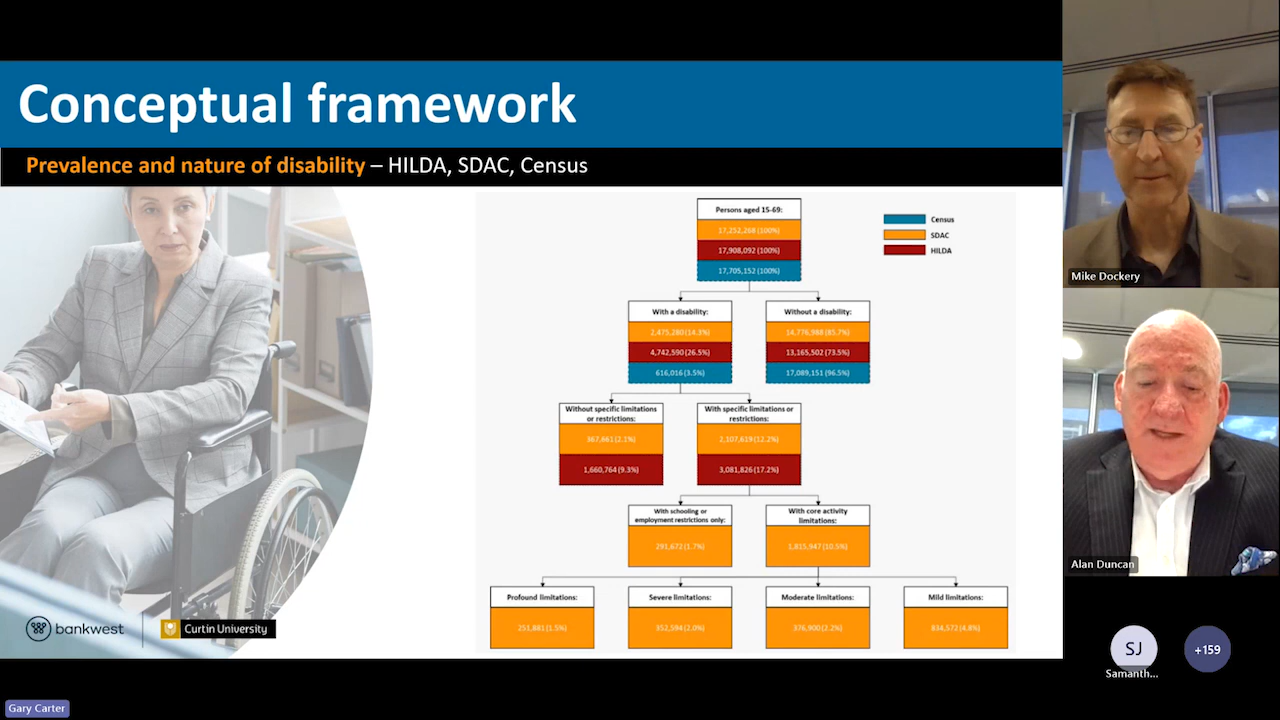 Conceptual framework
Prevalence and nature of disability – HILDA, SDAC, Census
Persons aged 15-69:
17,252,268 (100%)
17,908,092 (100%)
17,705,152 (100%)
Census
SDAC
HILDA
With a disability:
2,475,280 (14.3%)
4,742,590 (26.5%)
616,016 (3.5%)
Without a disability:
14,776,988 (85.7%)
13,165,502 (73.5%)
17,089,151 (96.5%)
Without specific limitations
or restrictions:
367,661 (2.1%)
1,660,764 (9.3%)
With specific limitations or
restrictions:
2,107,619 (12.2%)
3,081,826 (17.2%)
With schooling or
employment restrictions only:
291,672 (1.7%)
With core activity
limitations:
1,815,947 (10.5%)
Profound limitations:
251,881 (1.5%)
Severe limitations:
352,594 (2.0%)
Moderate limitations:
376,900 (2.2%)
Mild limitations:
834,572 (4.8%)
bankwest
Curtin University
Mike Dockery
Alan Duncan
SJ
Samanth...
+159
Gary Carter